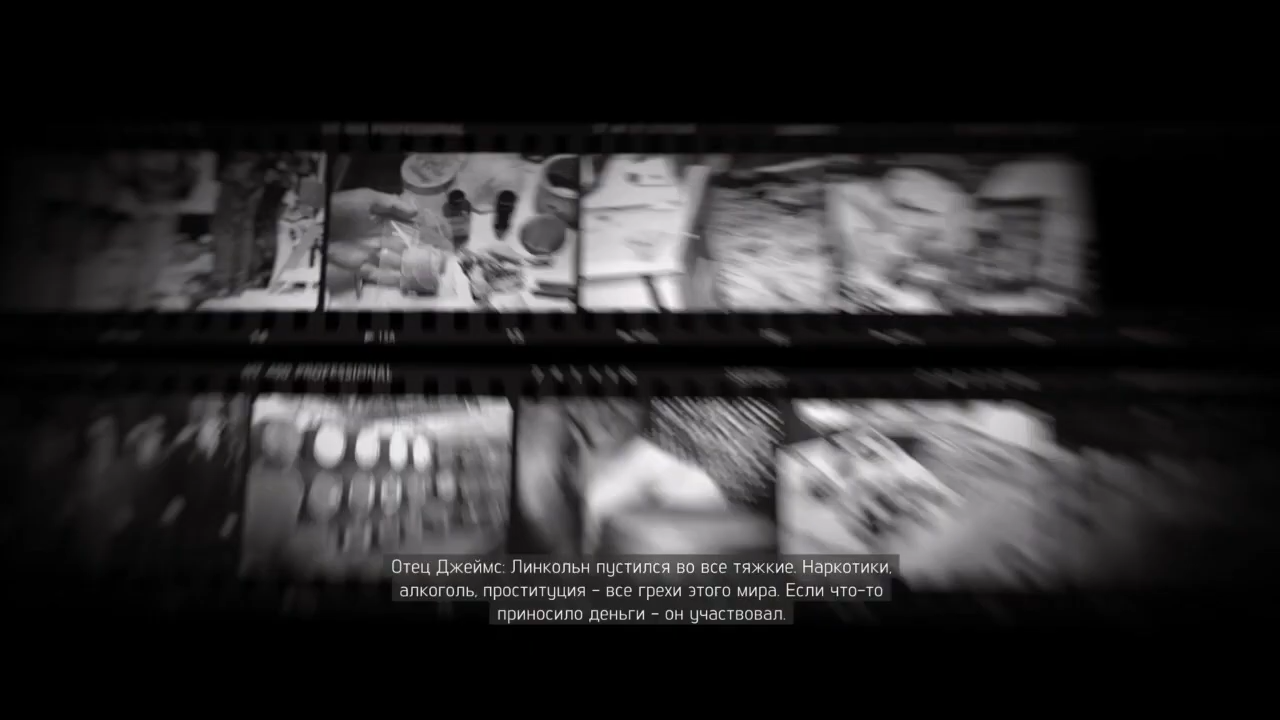 PROFESSIONAL
Отец Джеймс: Линкольн пустился во все тяжкие. Наркотики,
алкоголь, проституция – все грехи этого мира. Если что-то
приносило деньги – он участвовал.